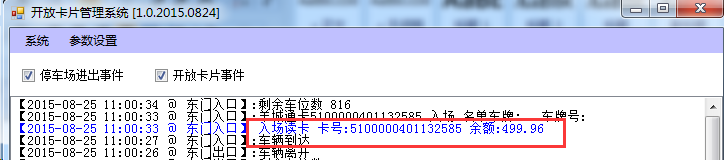 开放卡片管理系统 [1.0.2015.0824]
系统 参数设置
停车场进出事件 开放卡片事件
【2015-08-25 11:00:34 @ 东门入口】:剩余车位数 816
【2015-08-25 11:00:33 @ 东门入口】:羊城通卡5100000401132585 入场 名单车牌: 车牌号:
【2015-08-25 11:00:33 @ 东门入口】:入场读卡 卡号:5100000401132585 余额:499.96
【2015-08-25 11:00:27 @ 东门入口】:车辆到达
【2015-08-25 11:00:26 @ 东门出口】:车辆离开